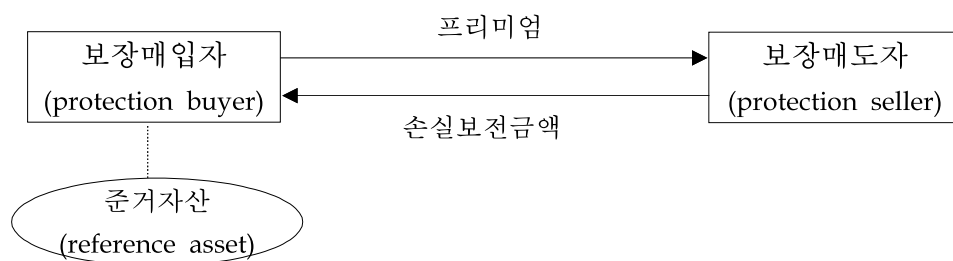 프리미엄
보장매입자
(protection buyer)
보장매도자
(protection seller)
손실보전금액
준거자산
(reference asset)